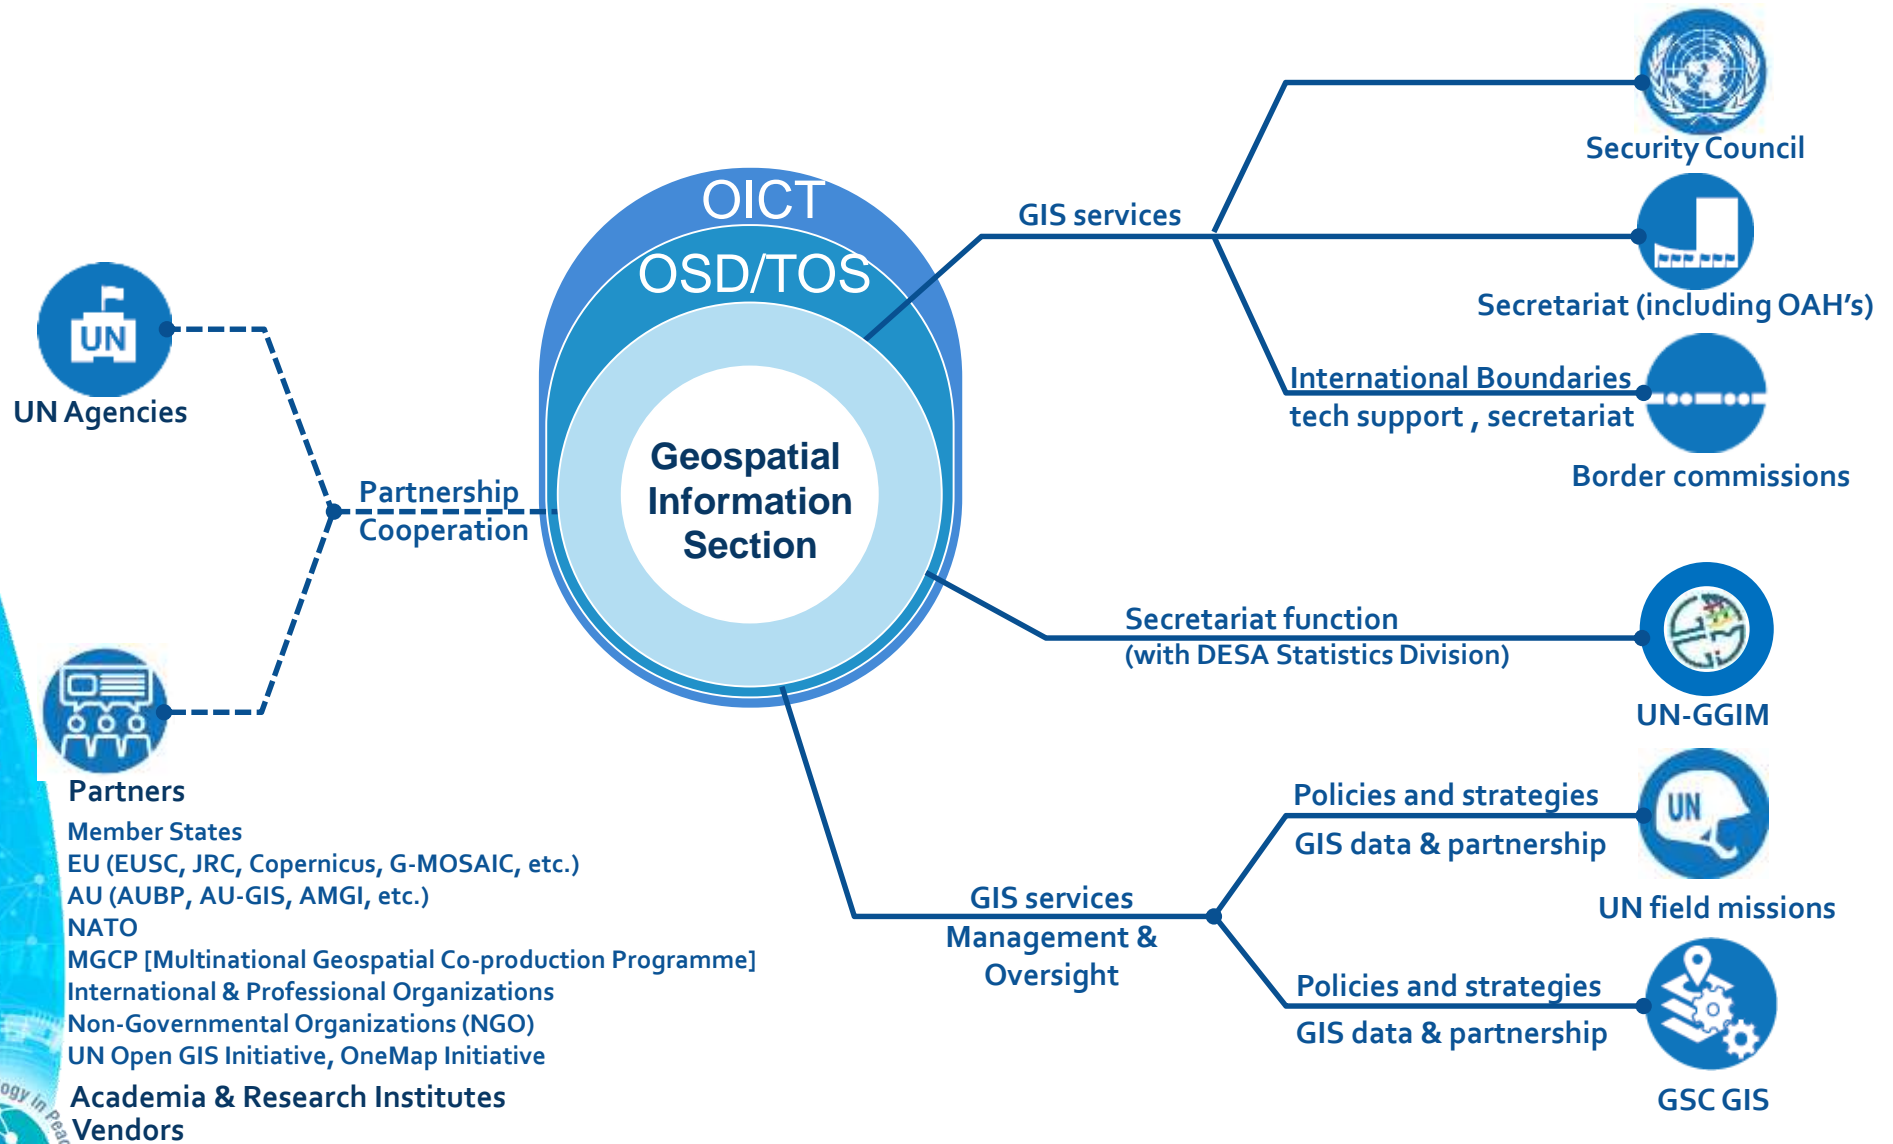 OICT
OSD/TOS
Geospatial
Information
Section
UN
UN Agencies
Partnership
Cooperation
Partners
Member States
EU (EUSC, JRC, Copernicus, G-MOSAIC, etc.)
AU (AUBP, AU-GIS, AMGI, etc.)
NATO
MGCP [Multinational Geospatial Co-production Programme]
International & Professional Organizations
Non-Governmental Organizations (NGO)
UN Open GIS Initiative, OneMap Initiative
Academia & Research Institutes
Vendors
GIS services
Security Council
Secretariat (including OAH's)
International Boundaries
tech support , secretariat
Border commissions
Secretariat function
(with DESA Statistics Division)
UN-GGIM
GIS services
Management &
Oversight
Policies and strategies
GIS data & partnership
UN
UN field missions
Policies and strategies
GIS data & partnership
GSC GIS